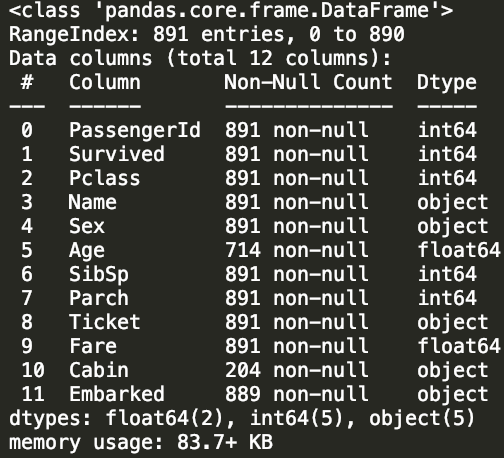 <class 'pandas.core.frame.DataFrame'>
RangeIndex: 891 entries, 0 to 890
Data columns (total 12 columns):
 #   Column       Non-Null Count  Dtype
---  ------       --------------  -----
 0   PassengerId  891 non-null    int64
 1   Survived     891 non-null    int64
 2   Pclass       891 non-null    int64
 3   Name         891 non-null    object
 4   Sex          891 non-null    object
 5   Age          714 non-null    float64
 6   SibSp        891 non-null    int64
 7   Parch        891 non-null    int64
 8   Ticket       891 non-null    object
 9   Fare         891 non-null    float64
 10  Cabin        204 non-null    object
 11  Embarked     889 non-null    object
dtypes: float64(2), int64(5), object(5)
memory usage: 83.7+ KB